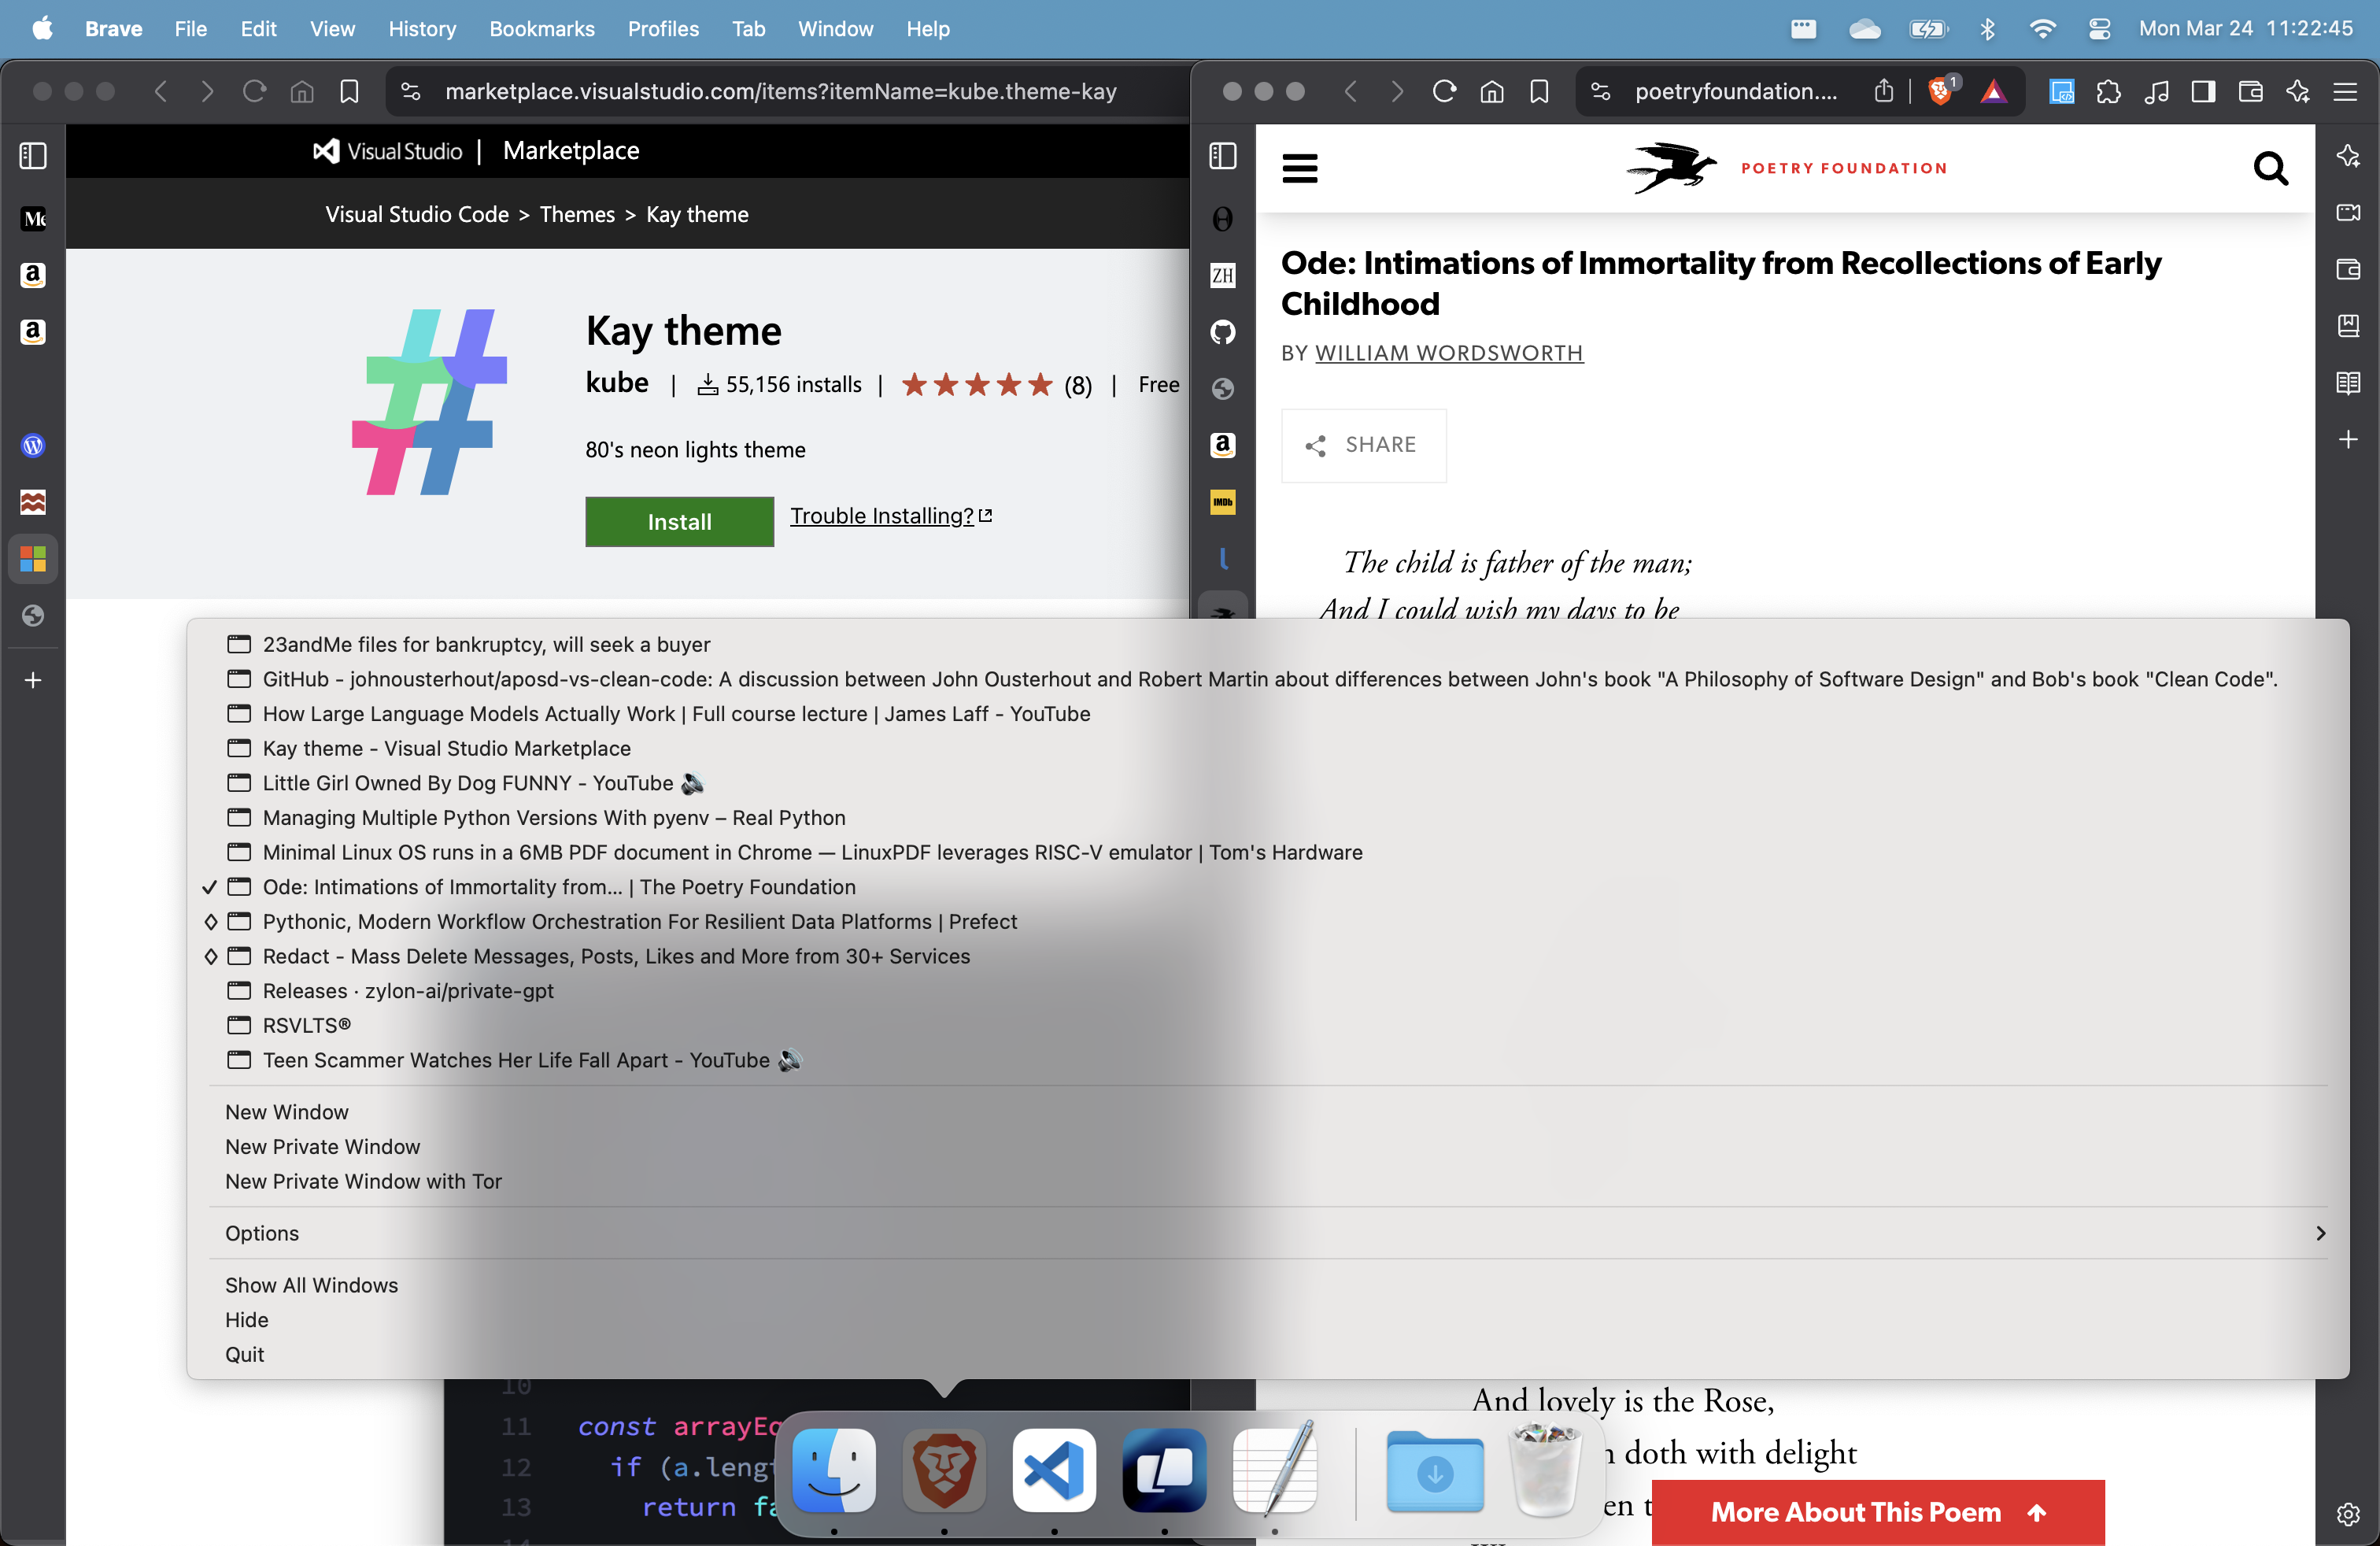 Brave File Edit View History Bookmarks Profiles Tab Window Help Mon Mar 24 11:22:45
marketplace.visualstudio.com/items?itemName=kube.theme-kay
Visual Studio | Marketplace
Visual Studio Code > Themes > Kay theme
Kay theme
kube | 55,156 installs | (8) | Free
80's neon lights theme
Install Trouble Installing?
poetryfoundation.... 1
POETRY FOUNDATION
ZH
IMDb
Ode: Intimations of Immortality from Recollections of Early
Childhood
BY WILLIAM WORDSWORTH
SHARE
The child is father of the man;
And I could wish my days to be
23andMe files for bankruptcy, will seek a buyer
GitHub - johnousterhout/aposd-vs-clean-code: A discussion between John Ousterhout and Robert Martin about differences between John's book "A Philosophy of Software Design" and Bob's book "Clean Code".
How Large Language Models Actually Work | Full course lecture | James Laff - YouTube
Kay theme - Visual Studio Marketplace
Little Girl Owned By Dog FUNNY - YouTube 🔊
Managing Multiple Python Versions With pyenv – Real Python
Minimal Linux OS runs in a 6MB PDF document in Chrome — LinuxPDF leverages RISC-V emulator | Tom's Hardware
✓ Ode: Intimations of Immortality from... | The Poetry Foundation
◊ Pythonic, Modern Workflow Orchestration For Resilient Data Platforms | Prefect
◊ Redact - Mass Delete Messages, Posts, Likes and More from 30+ Services
Releases · zylon-ai/private-gpt
RSVLTS®
Teen Scammer Watches Her Life Fall Apart - YouTube 🔊
New Window
New Private Window
New Private Window with Tor
Options
Show All Windows
Hide
Quit
10
11 const arrayEq
12 if (a.lengt
13 return fa
14
And lovely is the Rose,
doth with delight
More About This Poem